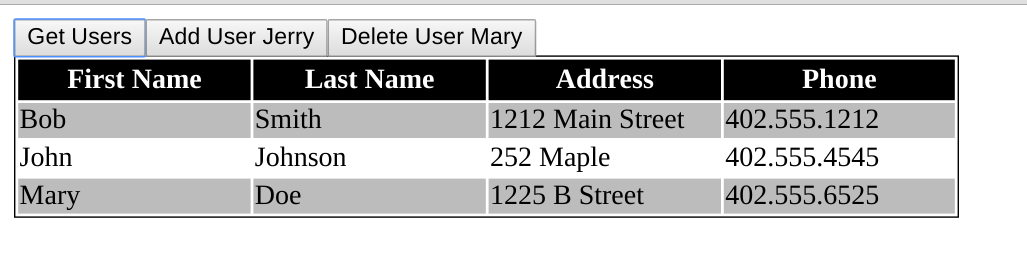 Get Users Add User Jerry Delete User Mary
First Name Last Name Address Phone
Bob Smith 1212 Main Street 402.555.1212
John Johnson 252 Maple 402.555.4545
Mary Doe 1225 B Street 402.555.6525